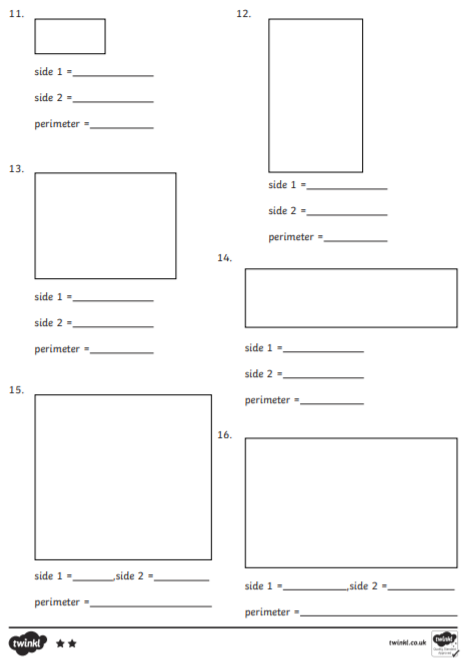 11.
side 1 =
side 2 =
perimeter =
12.
side 1 =
side 2 =
perimeter =
13.
side 1 =
side 2 =
perimeter =
14.
side 1 =
side 2 =
perimeter =
15.
side 1 = ,side 2 =
perimeter =
16.
side 1 = ,side 2 =
perimeter =
twinkl
twinkl.co.uk
twinkl